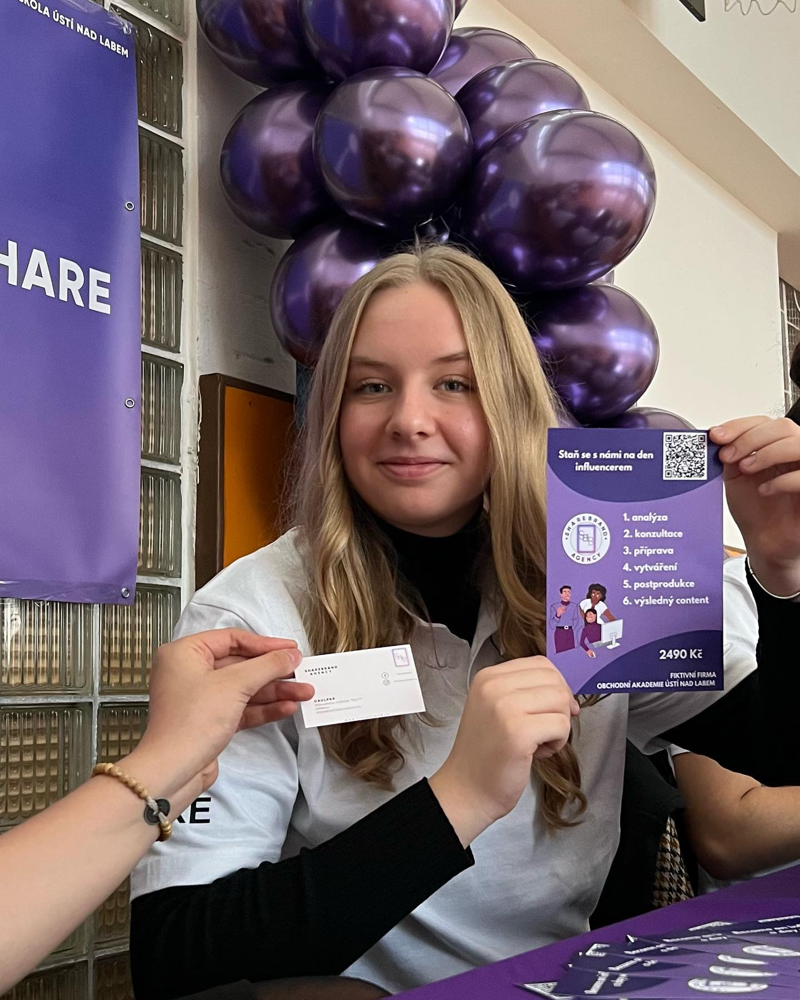 ŠKOLA ÚSTÍ NAD LABEM
HARE
Staň se s námi na den
influencerem
SHAREBRAND
AGENCY
1. analýza
2. konzultace
3. příprava
4. vytváření
5. postprodukce
6. výsledný content
2490 Kč
FIKTIVNÍ FIRMA
OBCHODNÍ AKADEMIE ÚSTÍ NAD LABEM
SHAREBRAND
AGENCY